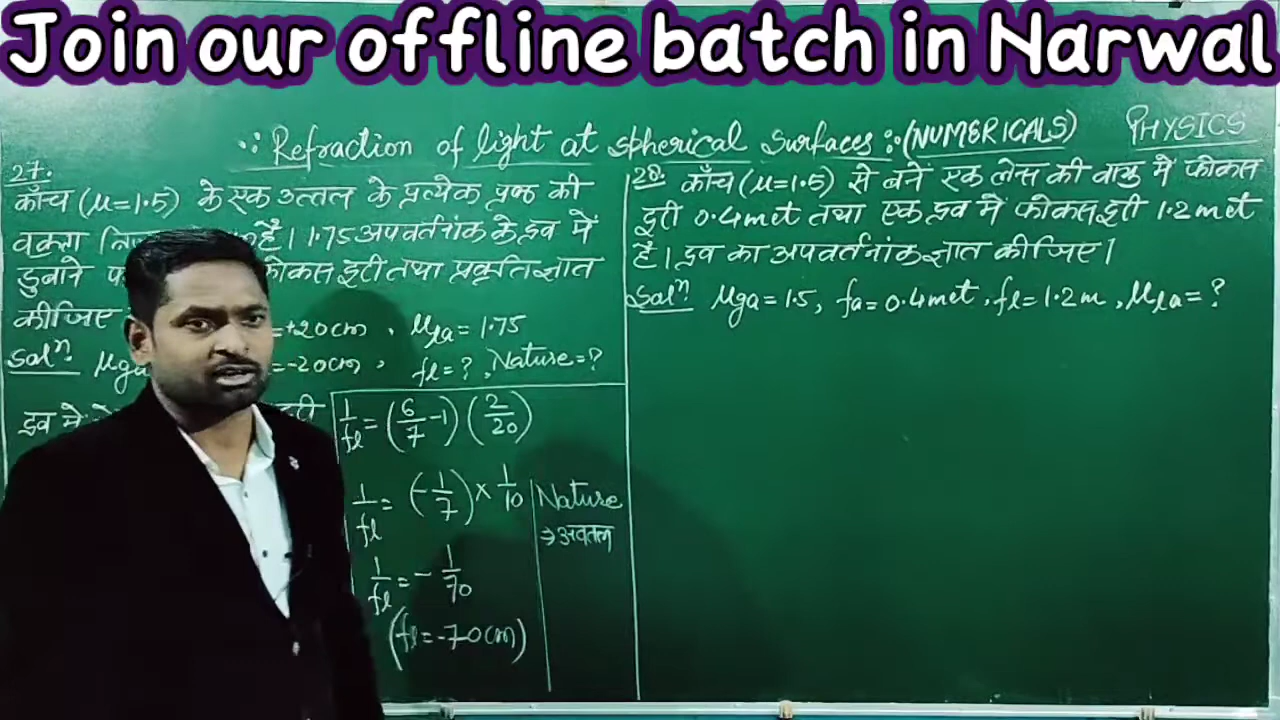 Join our offline batch in Narwal
∴ Refraction of light at spherical surfaces ∴ (NUMERICALS)
PHYSICS
27.
काँच (μ=1.5) के एक उत्तल के प्रत्येक पृष्ठ की
वक्रता है। 1.75 अपवर्तनांक के द्रव में
डुबाने फोकस दूरी तथा प्रकृति ज्ञात
कीजिए
=+20cm , μla = 1.75
Solⁿ =-20cm , fl = ? , Nature = ?
द्रव में
1/fl = (6/7 -1) (2/20)
1/fl = (-1/7) × 1/10
1/fl = - 1/70
(fl = -70cm)
Nature
⇒ अवतल
28. काँच (μ=1.5) से बनें एक लेंस की वायु में फोकस
दूरी 0.4met तथा एक द्रव में फोकस दूरी 1.2met
है। द्रव का अपवर्तनांक ज्ञात कीजिए।
Solⁿ μga = 1.5, fa = 0.4met, fl = 1.2m, μla = ?